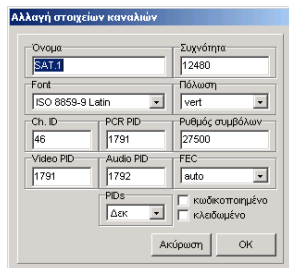 Αλλαγή στοιχείων καναλιών
Όνομα
Συχνότητα
SAT.1
12480
Font
Πόλωση
ISO 8859-9 Latin
vert
Ch. ID
PCR PID
Ρυθμός συμβόλων
46
1791
27500
Video PID
Audio PID
FEC
1791
1792
auto
PIDs
κωδικοποιημένο
Δεκ
κλειδωμένο
Ακύρωση
OK